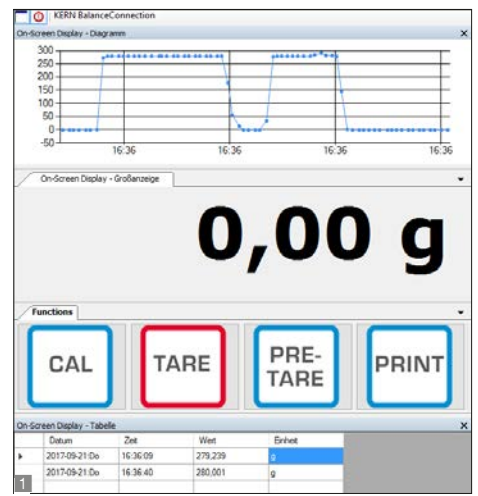 KERN BalanceConnection
On-Screen Display - Diagramm
300
250
200
150
100
50
0
-50
16:36 16:36 16:36 16:36
On-Screen Display - Großanzeige
0,00 g
Functions
CAL TARE PRE-TARE PRINT
On-Screen Display - Tabelle
Datum Zeit Wert Einheit
2017-09-21:Do 16:36:09 279,239 g
2017-09-21:Do 16:36:40 280,001 g
1